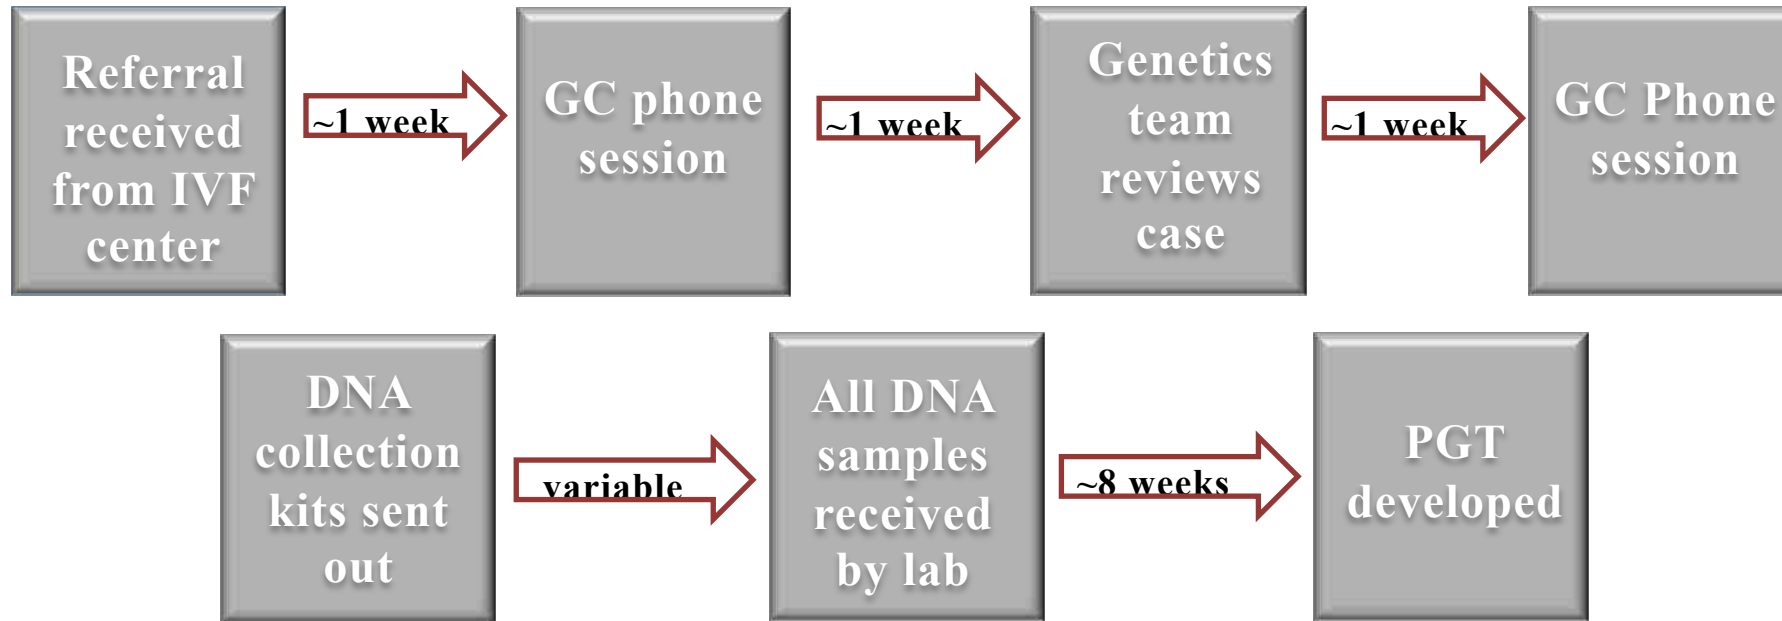 Referral
received
from IVF
center
~1 week
GC phone
session
~1 week
Genetics
team
reviews
case
~1 week
GC Phone
session
DNA
collection
kits sent
out
variable
All DNA
samples
received
by lab
~8 weeks
PGT
developed